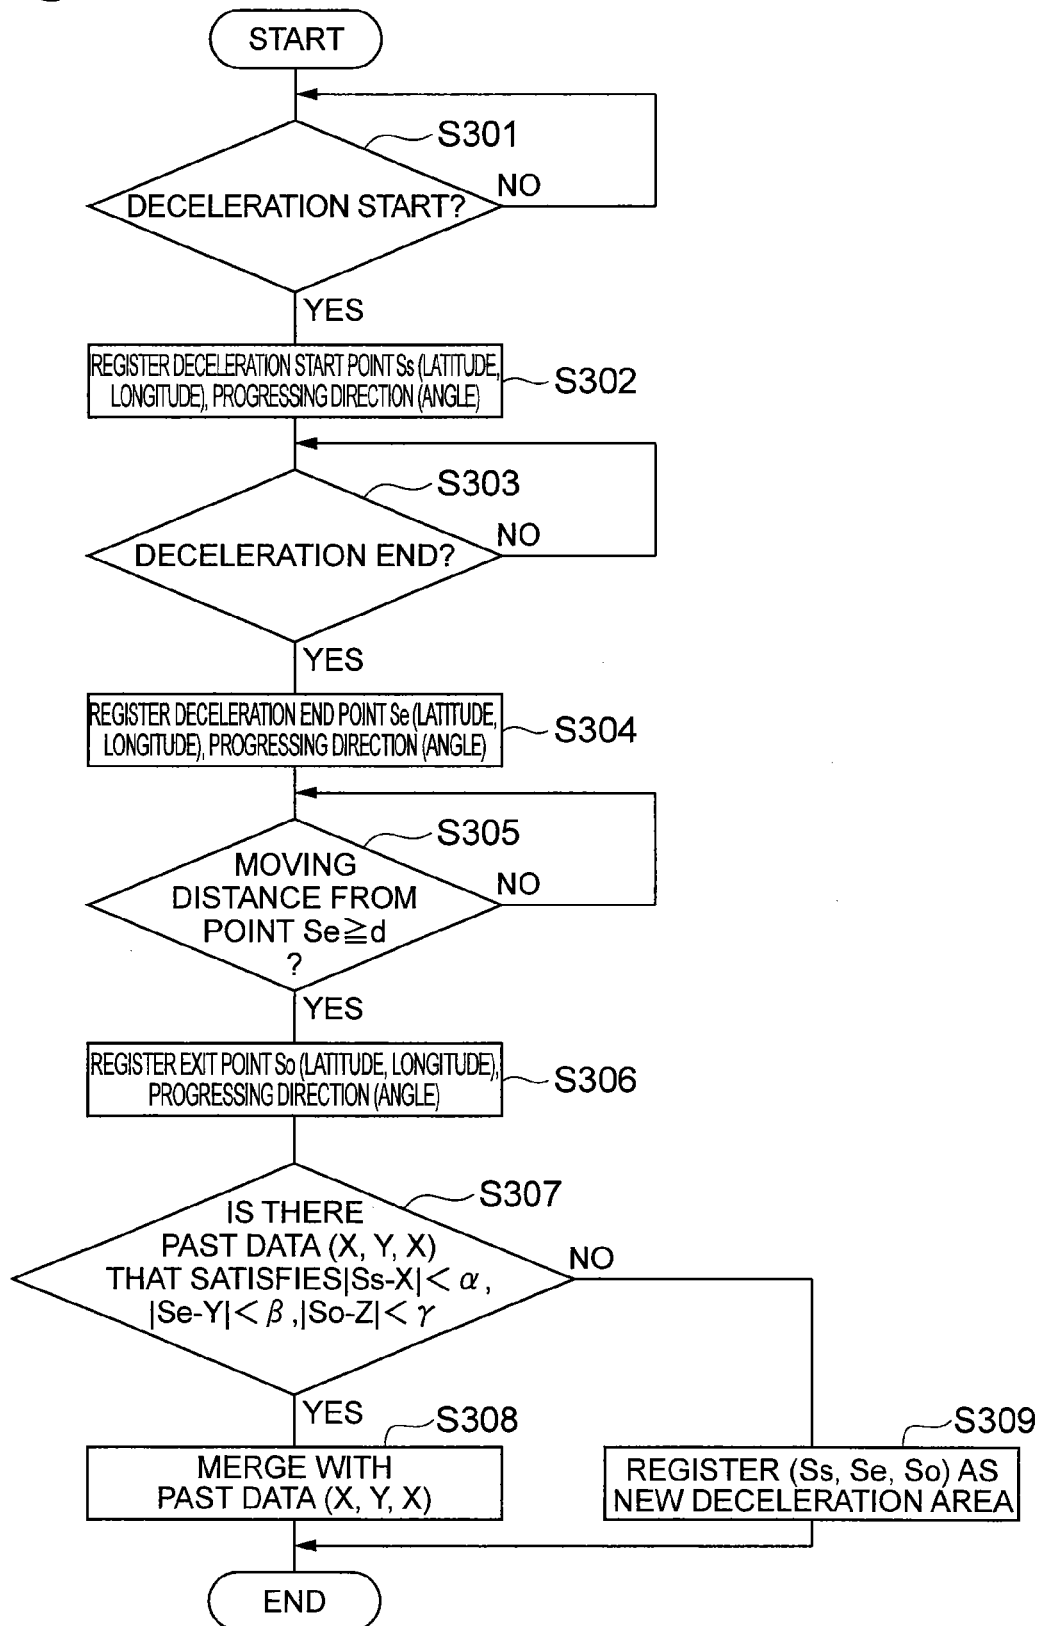 START
S301
DECELERATION START?
NO
YES
REGISTER DECELERATION START POINT Ss (LATITUDE,
LONGITUDE), PROGRESSING DIRECTION (ANGLE)
S302
S303
DECELERATION END?
NO
YES
REGISTER DECELERATION END POINT Se (LATITUDE,
LONGITUDE), PROGRESSING DIRECTION (ANGLE)
S304
S305
MOVING
DISTANCE FROM
POINT Se≧d
?
NO
YES
REGISTER EXIT POINT So (LATITUDE, LONGITUDE),
PROGRESSING DIRECTION (ANGLE)
S306
S307
IS THERE
PAST DATA (X, Y, X)
THAT SATISFIES|Ss-X|< α ,
|Se-Y|< β ,|So-Z|< γ
NO
YES
S308
MERGE WITH
PAST DATA (X, Y, X)
S309
REGISTER (Ss, Se, So) AS
NEW DECELERATION AREA
END